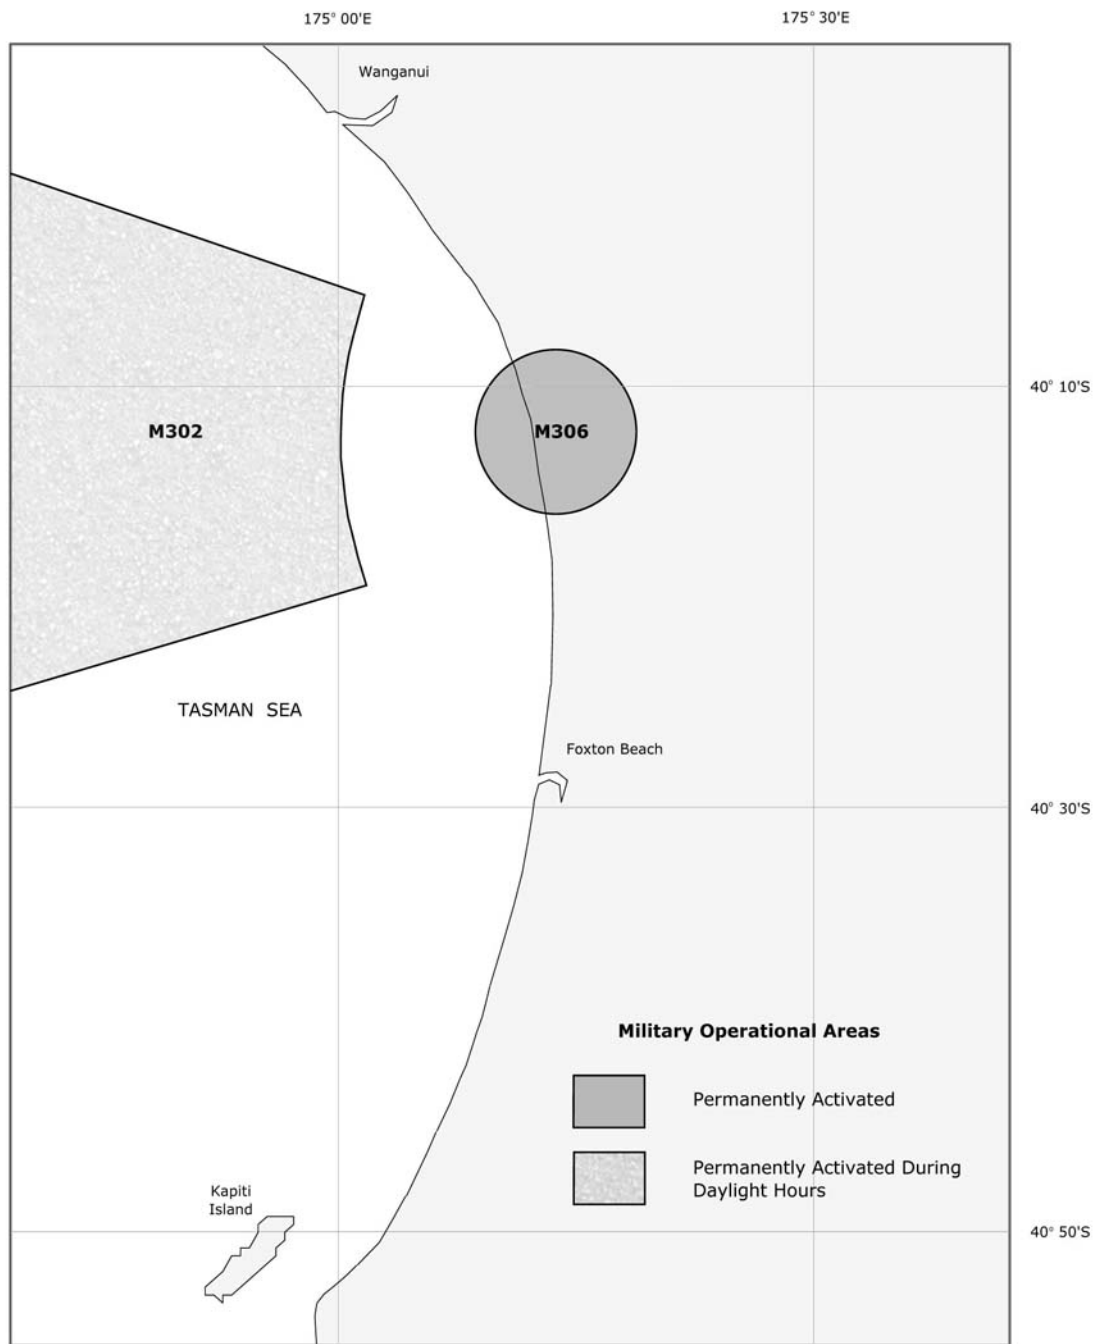 175° 00'E
175° 30'E
Wanganui
40° 10'S
M302
M306
TASMAN SEA
Foxton Beach
40° 30'S
Military Operational Areas
Permanently Activated
Permanently Activated During
Daylight Hours
Kapiti
Island
40° 50'S